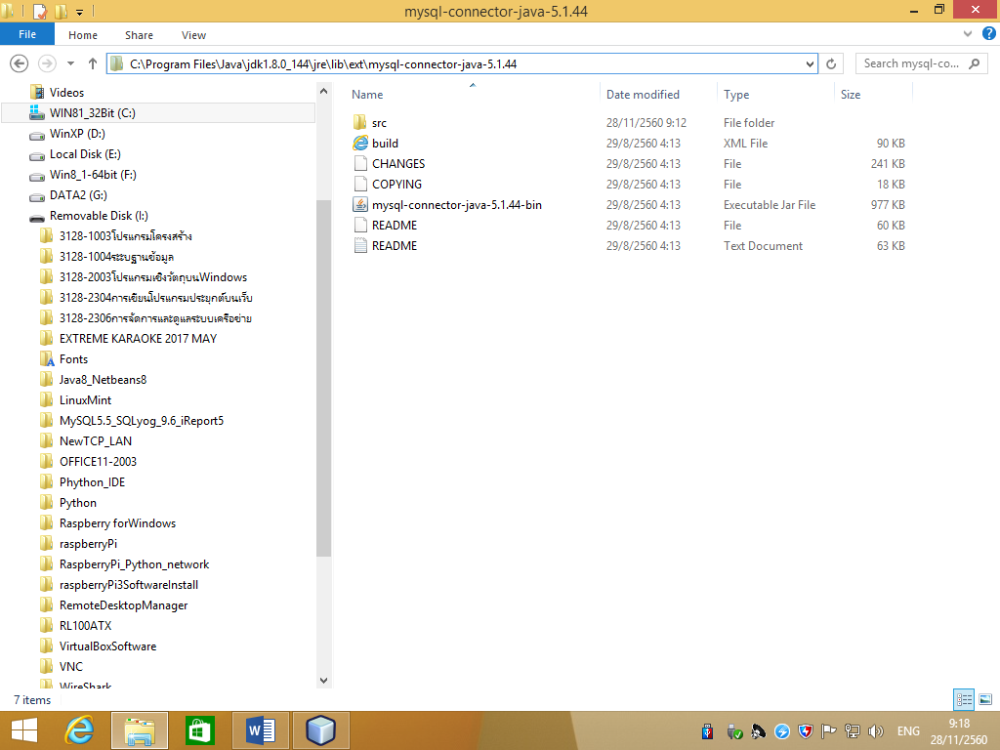 mysql-connector-java-5.1.44
File Home Share View
C:\Program Files\Java\jdk1.8.0_144\jre\lib\ext\mysql-connector-java-5.1.44
Search mysql-co...
Videos
WIN81_32Bit (C:)
WinXP (D:)
Local Disk (E:)
Win8_1-64bit (F:)
DATA2 (G:)
Removable Disk (I:)
3128-1003โปรแกรมโครงสร้าง
3128-1004ระบฐานข้อมูล
3128-2003โปรแกรมเชิงวัตถุบนWindows
3128-2304การเขียนโปรแกรมประยุกต์บนเว็บ
3128-2306การจัดการและดูแลระบบเครือข่าย
EXTREME KARAOKE 2017 MAY
Fonts
Java8_Netbeans8
LinuxMint
MySQL5.5_SQLyog_9.6_iReport5
NewTCP_LAN
OFFICE11-2003
Phython_IDE
Python
Raspberry forWindows
raspberryPi
RaspberryPi_Python_network
raspberryPi3SoftwareInstall
RemoteDesktopManager
RL100ATX
VirtualBoxSoftware
VNC
WireShark
Name Date modified Type Size
src 28/11/2560 9:12 File folder
build 29/8/2560 4:13 XML File 90 KB
CHANGES 29/8/2560 4:13 File 241 KB
COPYING 29/8/2560 4:13 File 18 KB
mysql-connector-java-5.1.44-bin 29/8/2560 4:13 Executable Jar File 977 KB
README 29/8/2560 4:13 File 60 KB
README 29/8/2560 4:13 Text Document 63 KB
7 items
ENG
9:18
28/11/2560